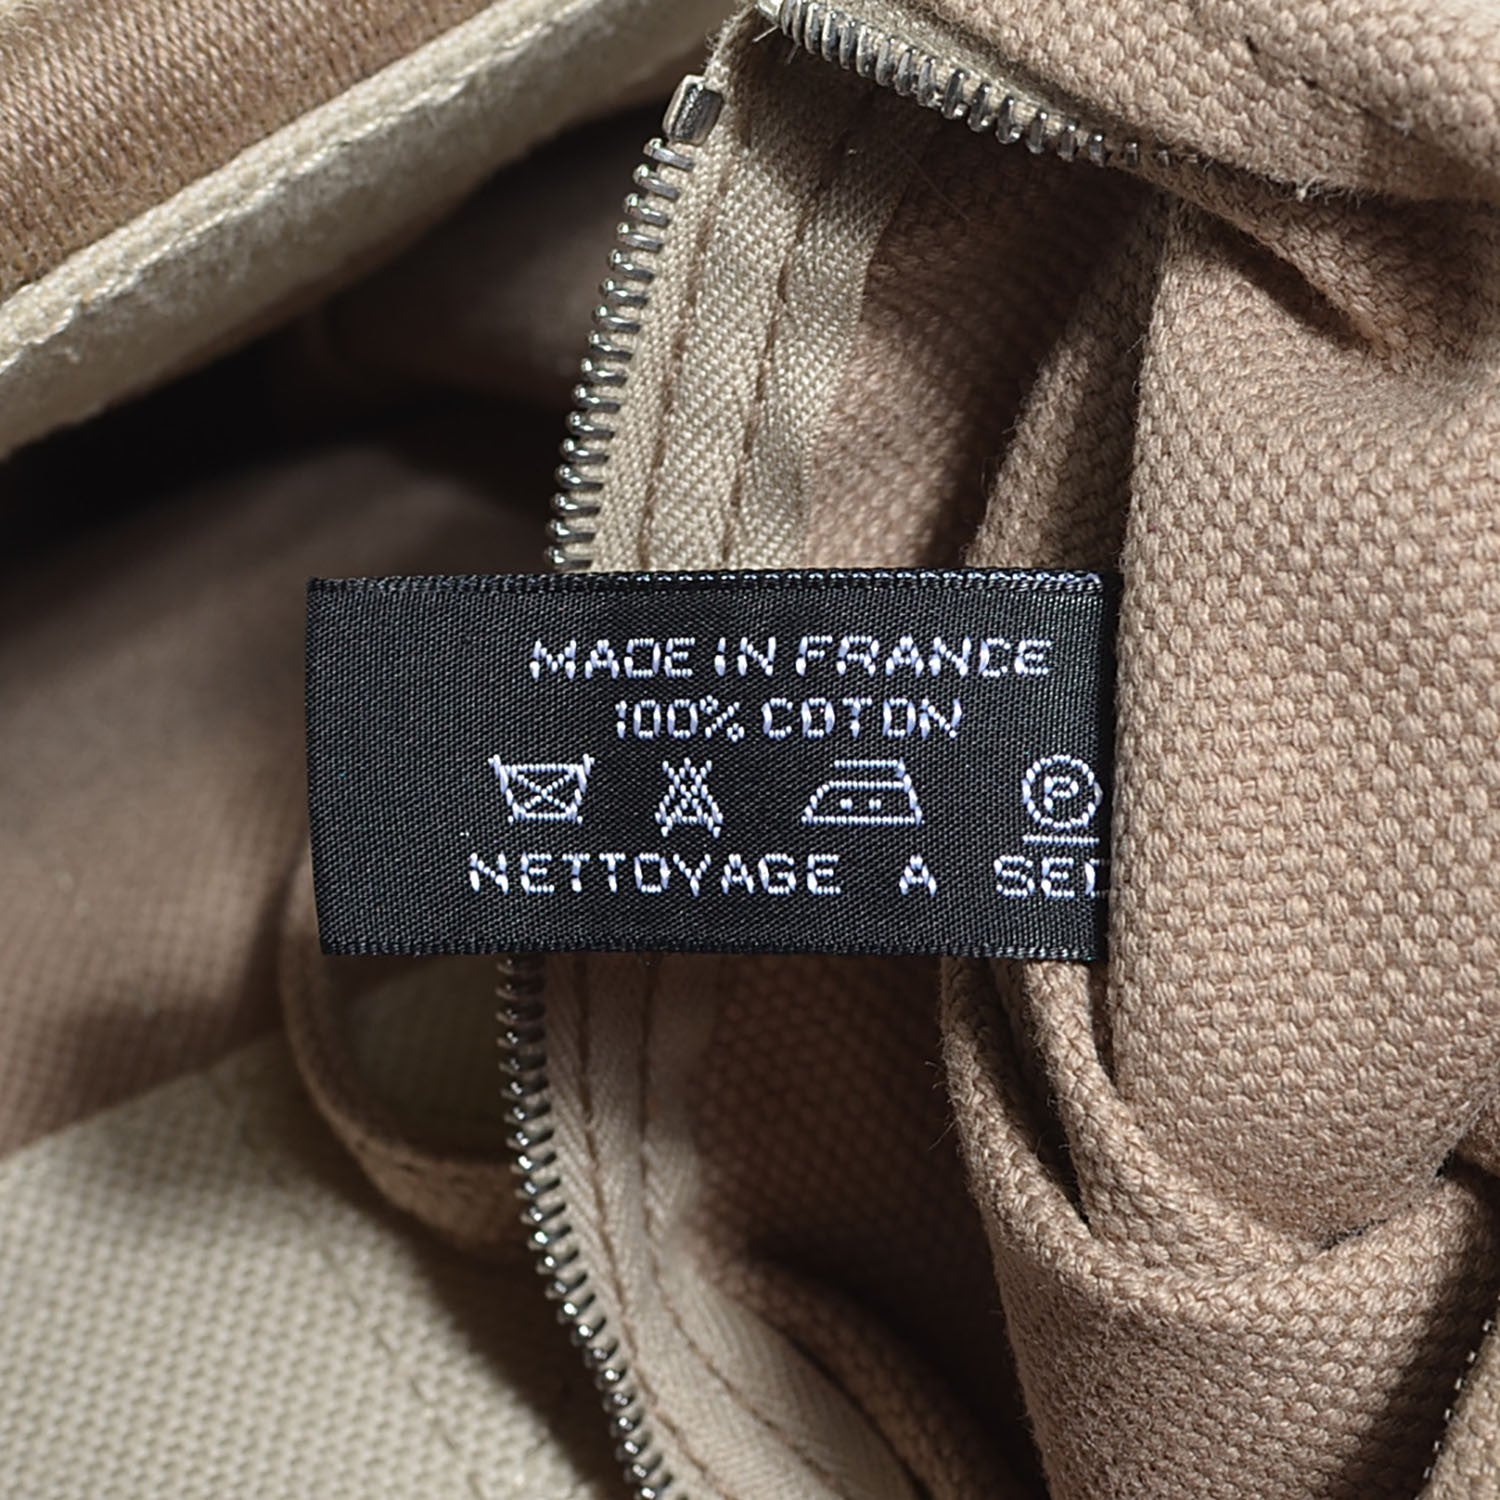 MADE IN FRANCE
100% COTON
P
NETTOYAGE A